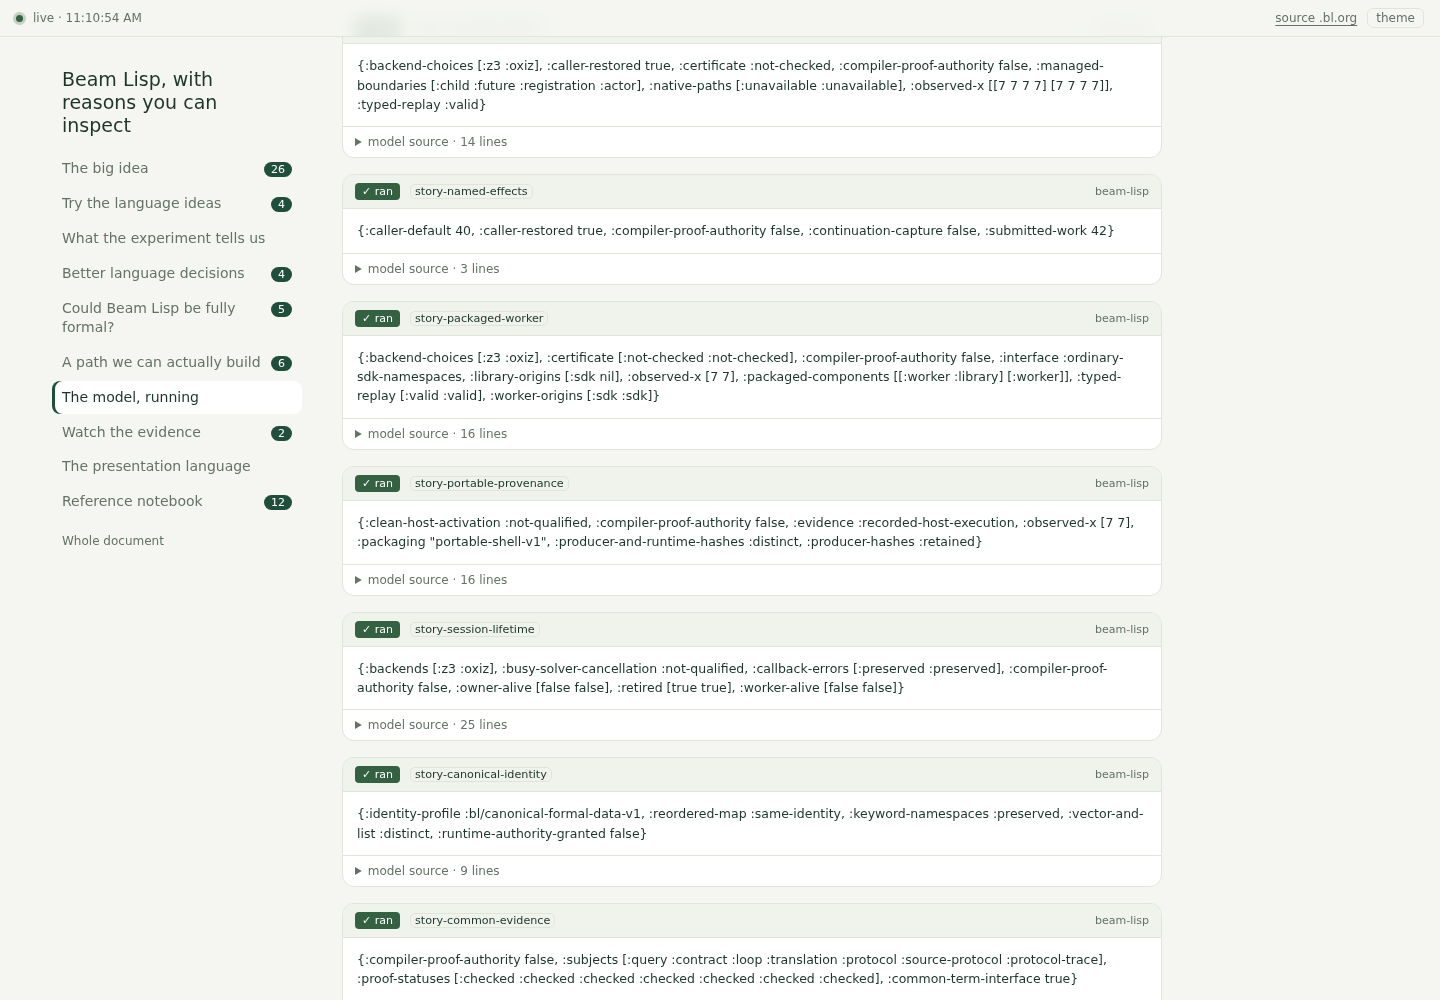 live · 11:10:54 AM
source .bl.org
theme
Beam Lisp, with
reasons you can
inspect
The big idea 26
Try the language ideas 4
What the experiment tells us
Better language decisions 4
Could Beam Lisp be fully 5
formal?
A path we can actually build 6
The model, running
Watch the evidence 2
The presentation language
Reference notebook 12
Whole document
{:backend-choices [:z3 :oxiz], :caller-restored true, :certificate :not-checked, :compiler-proof-authority false, :managed-
boundaries [:child :future :registration :actor], :native-paths [:unavailable :unavailable], :observed-x [[7 7 7 7] [7 7 7 7]],
:typed-replay :valid}
▶ model source · 14 lines
✓ ran story-named-effects beam-lisp
{:caller-default 40, :caller-restored true, :compiler-proof-authority false, :continuation-capture false, :submitted-work 42}
▶ model source · 3 lines
✓ ran story-packaged-worker beam-lisp
{:backend-choices [:z3 :oxiz], :certificate [:not-checked :not-checked], :compiler-proof-authority false, :interface :ordinary-
sdk-namespaces, :library-origins [:sdk nil], :observed-x [7 7], :packaged-components [[:worker :library] [:worker]], :typed-
replay [:valid :valid], :worker-origins [:sdk :sdk]}
▶ model source · 16 lines
✓ ran story-portable-provenance beam-lisp
{:clean-host-activation :not-qualified, :compiler-proof-authority false, :evidence :recorded-host-execution, :observed-x [7 7],
:packaging "portable-shell-v1", :producer-and-runtime-hashes :distinct, :producer-hashes :retained}
▶ model source · 16 lines
✓ ran story-session-lifetime beam-lisp
{:backends [:z3 :oxiz], :busy-solver-cancellation :not-qualified, :callback-errors [:preserved :preserved], :compiler-proof-
authority false, :owner-alive [false false], :retired [true true], :worker-alive [false false]}
▶ model source · 25 lines
✓ ran story-canonical-identity beam-lisp
{:identity-profile :bl/canonical-formal-data-v1, :reordered-map :same-identity, :keyword-namespaces :preserved, :vector-and-
list :distinct, :runtime-authority-granted false}
▶ model source · 9 lines
✓ ran story-common-evidence beam-lisp
{:compiler-proof-authority false, :subjects [:query :contract :loop :translation :protocol :source-protocol :protocol-trace],
:proof-statuses [:checked :checked :checked :checked :checked :checked :checked], :common-term-interface true}